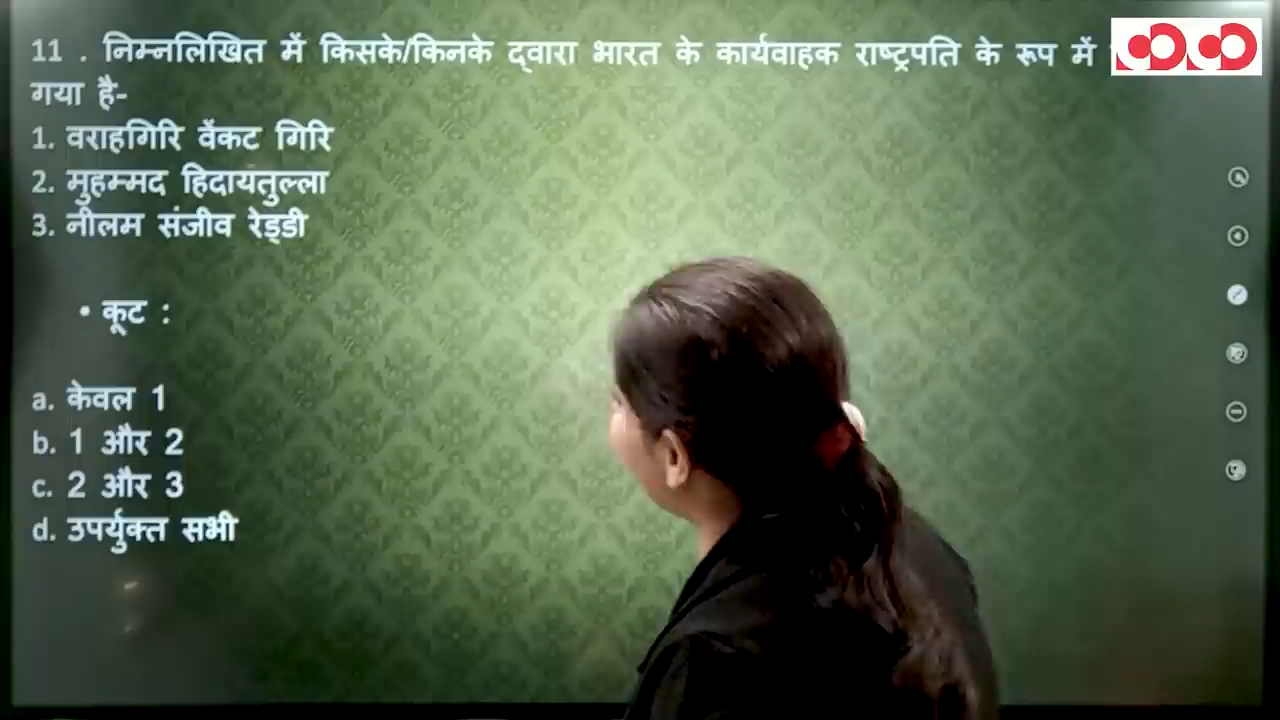 11 . निम्नलिखित में किसके/किनके द्वारा भारत के कार्यवाहक राष्ट्रपति के रूप में
गया है-
1. वराहगिरि वेंकट गिरि
2. मुहम्मद हिदायतुल्ला
3. नीलम संजीव रेड्डी
• कूट :
a. केवल 1
b. 1 और 2
c. 2 और 3
d. उपर्युक्त सभी